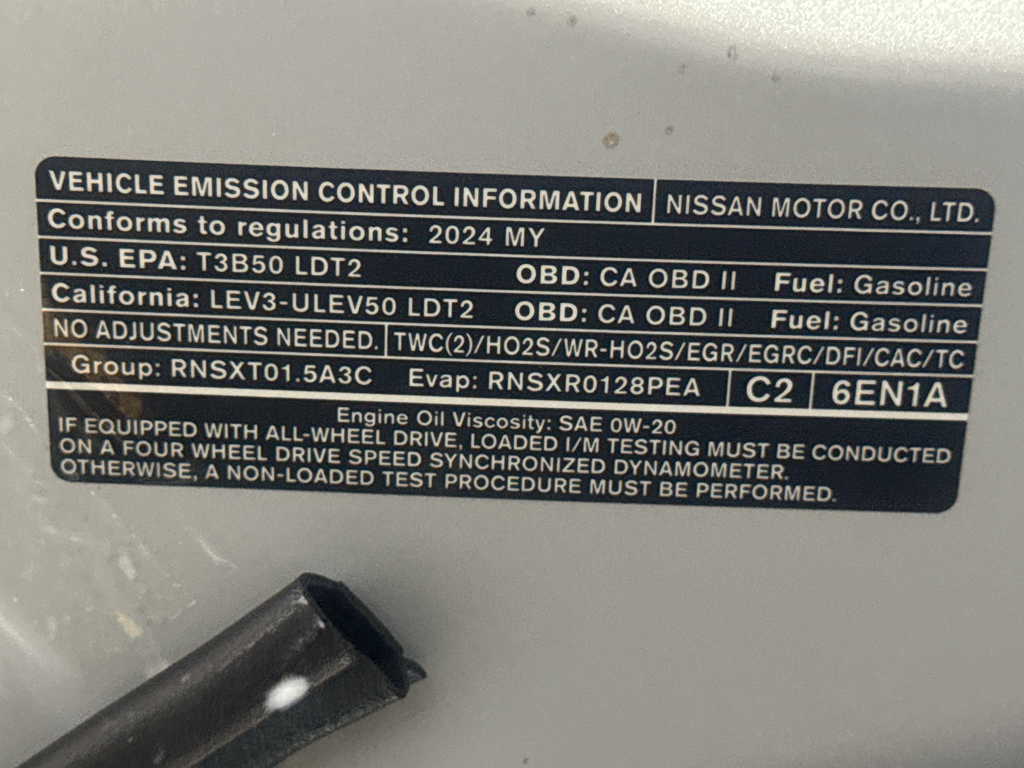 VEHICLE EMISSION CONTROL INFORMATION NISSAN MOTOR CO., LTD.
Conforms to regulations: 2024 MY
U.S. EPA: T3B50 LDT2 OBD: CA OBD II Fuel: Gasoline
California: LEV3-ULEV50 LDT2 OBD: CA OBD II Fuel: Gasoline
NO ADJUSTMENTS NEEDED. TWC(2)/HO2S/WR-HO2S/EGR/EGRC/DFI/CAC/TC
Group: RNSXT01.5A3C Evap: RNSXR0128PEA C2 6EN1A
Engine Oil Viscosity: SAE 0W-20
IF EQUIPPED WITH ALL-WHEEL DRIVE, LOADED I/M TESTING MUST BE CONDUCTED
ON A FOUR WHEEL DRIVE SPEED SYNCHRONIZED DYNAMOMETER.
OTHERWISE, A NON-LOADED TEST PROCEDURE MUST BE PERFORMED.